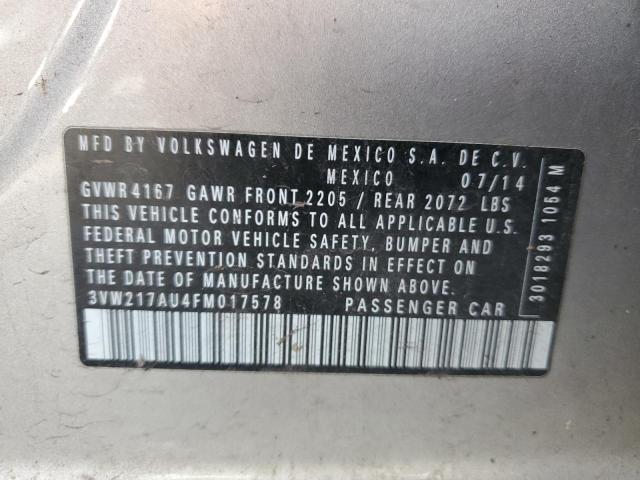 MFD BY VOLKSWAGEN DE MEXICO S.A. DE C.V.
MEXICO 07/14
GVWR 4167 GAWR FRONT 2205 / REAR 2072 LBS
THIS VEHICLE CONFORMS TO ALL APPLICABLE U.S.
FEDERAL MOTOR VEHICLE SAFETY, BUMPER AND
THEFT PREVENTION STANDARDS IN EFFECT ON
THE DATE OF MANUFACTURE SHOWN ABOVE.
3VW217AU4FM017578 PASSENGER CAR
3018293 1054 M